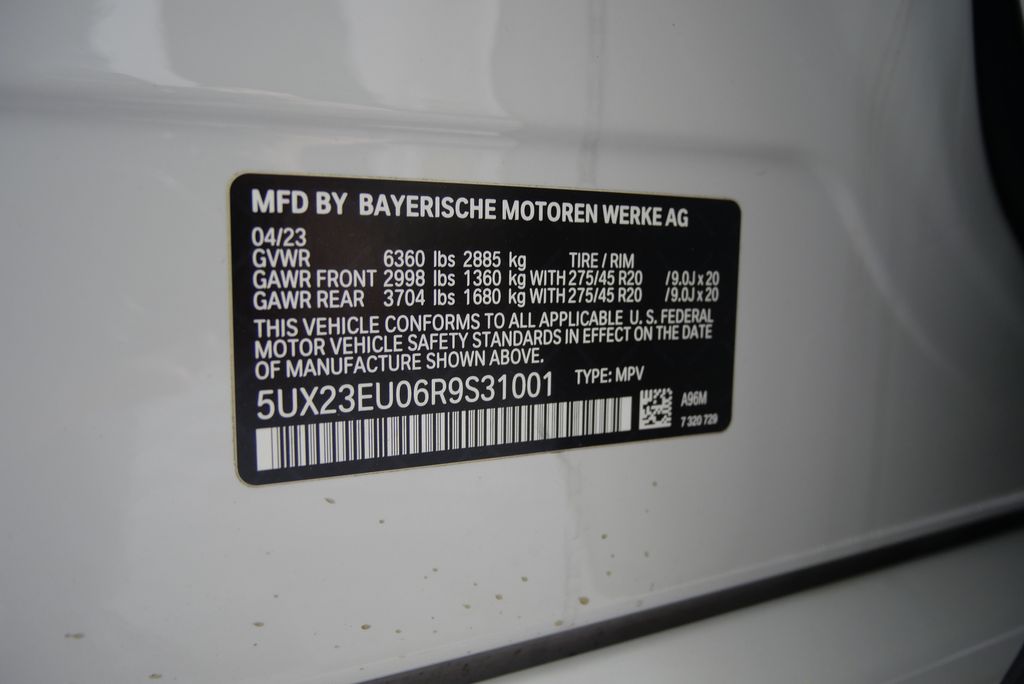 MFD BY BAYERISCHE MOTOREN WERKE AG
04/23
GVWR 6360 lbs 2885 kg TIRE / RIM
GAWR FRONT 2998 lbs 1360 kg WITH 275/45 R20 / 9.0J x 20
GAWR REAR 3704 lbs 1680 kg WITH 275/45 R20 / 9.0J x 20
THIS VEHICLE CONFORMS TO ALL APPLICABLE U. S. FEDERAL
MOTOR VEHICLE SAFETY STANDARDS IN EFFECT ON THE DATE
OF MANUFACTURE SHOWN ABOVE.
5UX23EU06R9S31001 TYPE: MPV
A96M
7 320 729